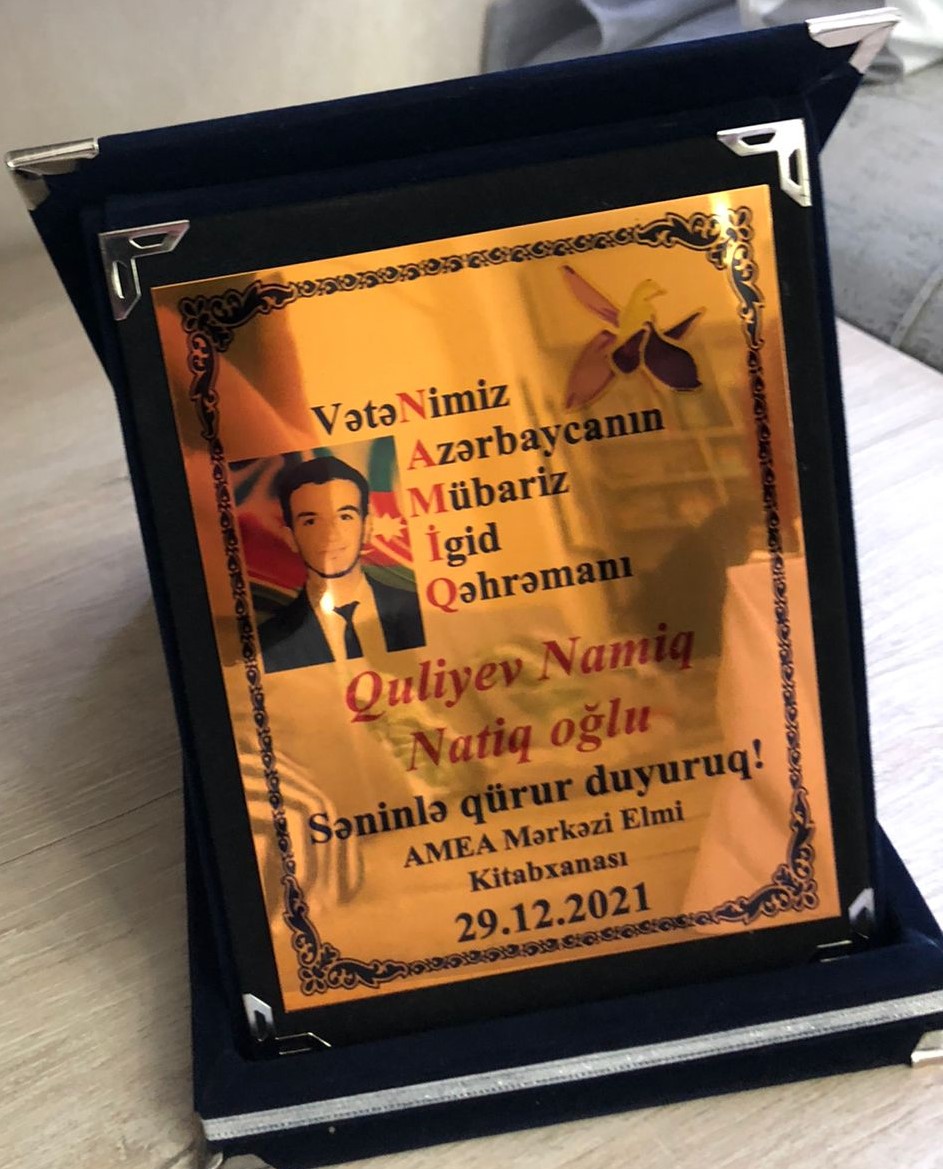 VətəNimiz
Azərbaycanın
Mübariz
İgid
Qəhrəmanı
Quliyev Namiq
Natiq oğlu
Səninlə qürur duyuruq!
AMEA Mərkəzi Elmi
Kitabxanası
29.12.2021